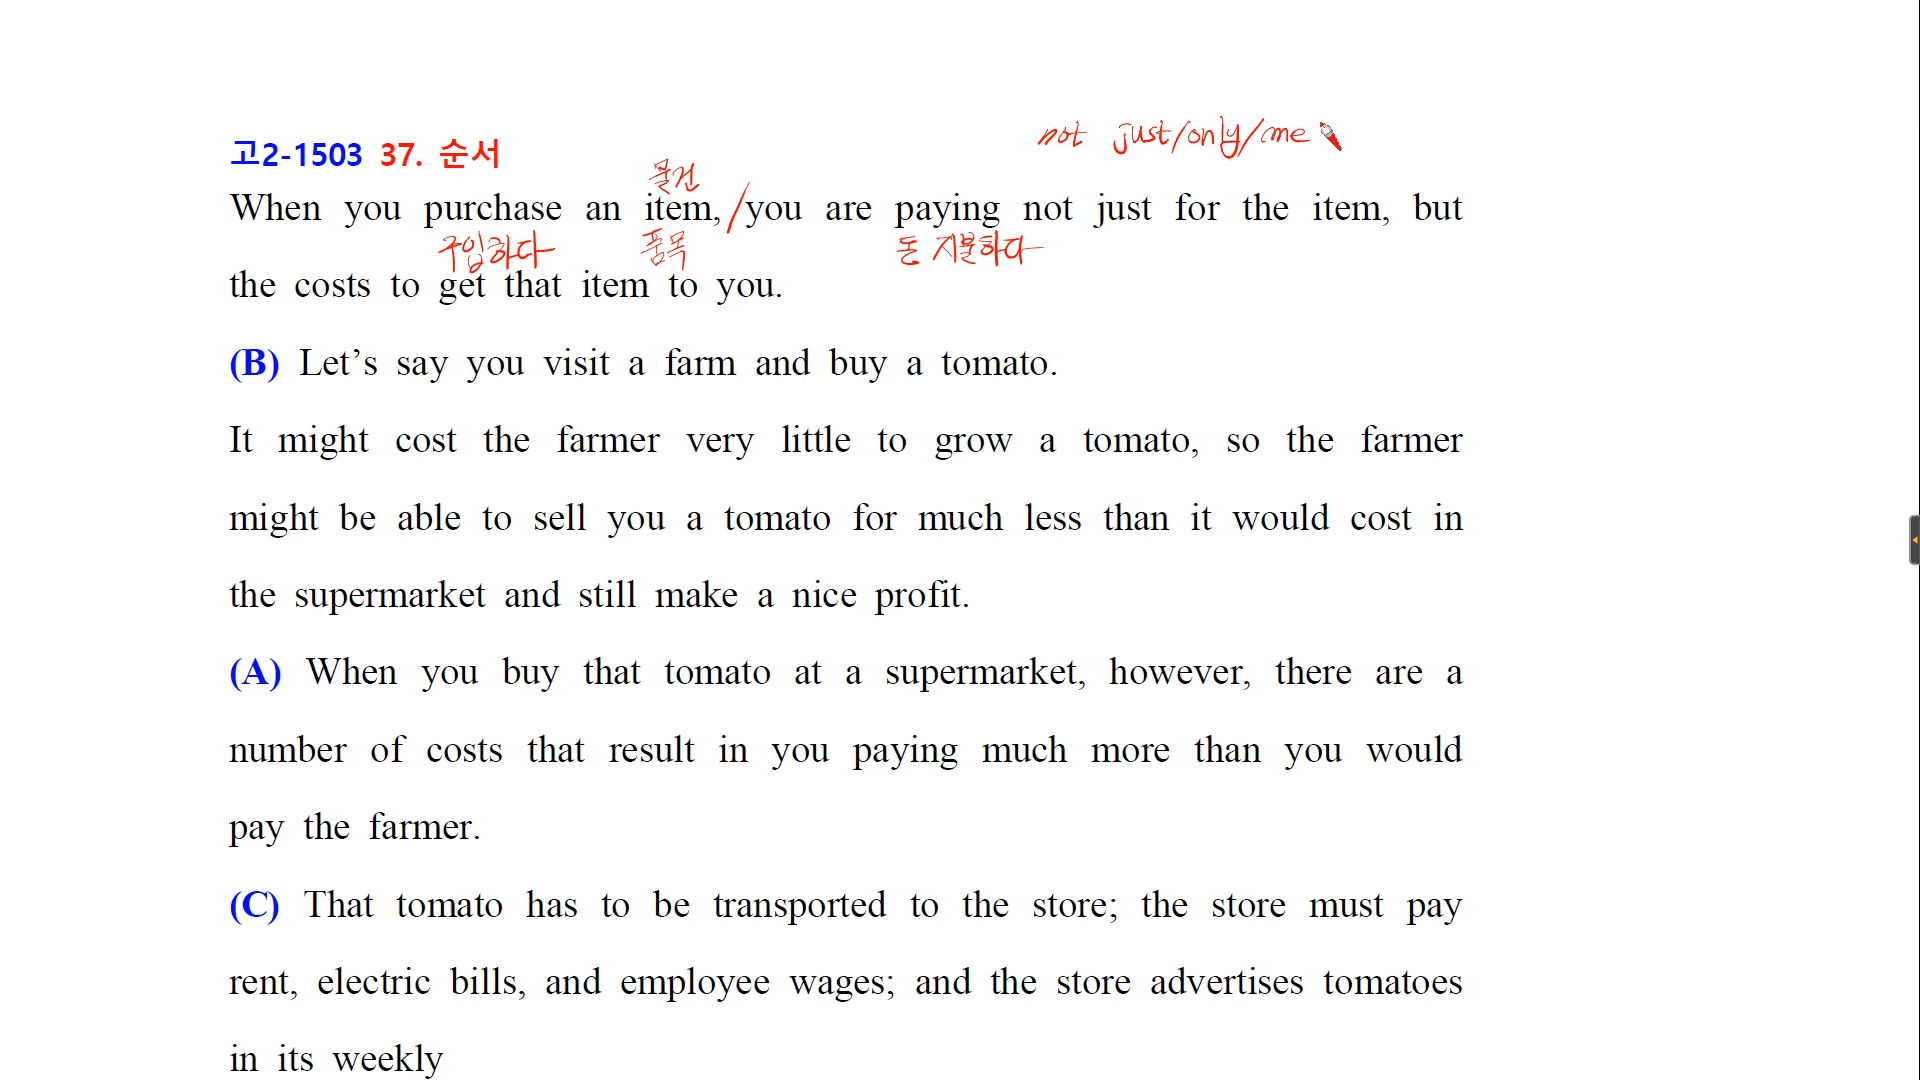 not just/only/me
고2-1503 37. 순서
물건
When you purchase an item, / you are paying not just for the item, but
구입하다 품목 돈 지불하다
the costs to get that item to you.
(B) Let’s say you visit a farm and buy a tomato.
It might cost the farmer very little to grow a tomato, so the farmer
might be able to sell you a tomato for much less than it would cost in
the supermarket and still make a nice profit.
(A) When you buy that tomato at a supermarket, however, there are a
number of costs that result in you paying much more than you would
pay the farmer.
(C) That tomato has to be transported to the store; the store must pay
rent, electric bills, and employee wages; and the store advertises tomatoes
in its weekly